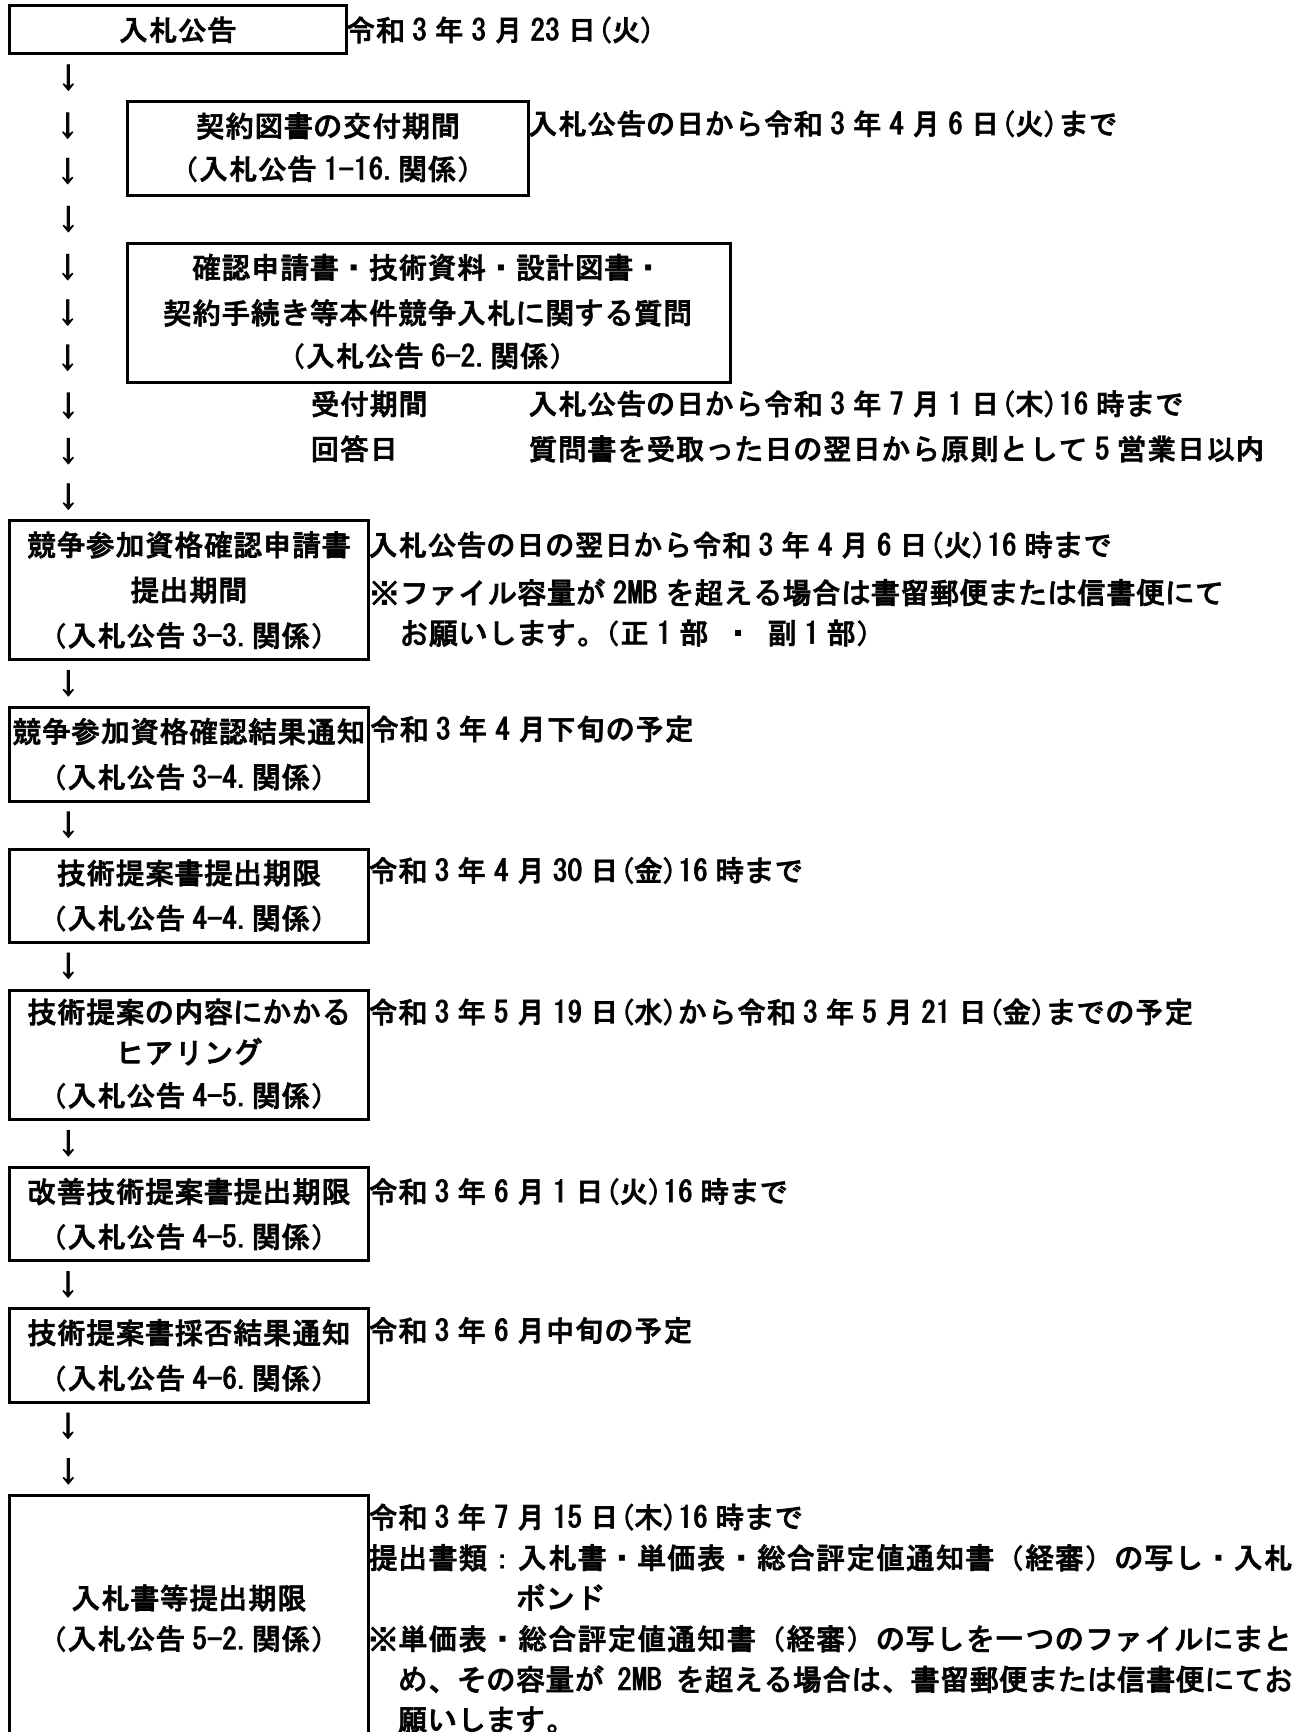 入札公告 令和3年3月23日(火)
↓
↓ 契約図書の交付期間 入札公告の日から令和3年4月6日(火)まで
↓ (入札公告1-16.関係)
↓
↓ 確認申請書・技術資料・設計図書・
↓ 契約手続き等本件競争入札に関する質問
↓ (入札公告6-2.関係)
↓ 受付期間 入札公告の日から令和3年7月1日(木)16時まで
↓ 回答日 質問書を受取った日の翌日から原則として5営業日以内
↓
競争参加資格確認申請書 入札公告の日の翌日から令和3年4月6日(火)16時まで
提出期間 ※ファイル容量が2MBを超える場合は書留郵便または信書便にて
(入札公告3-3.関係) お願いします。(正1部 ・ 副1部)
↓
競争参加資格確認結果通知 令和3年4月下旬の予定
(入札公告3-4.関係)
↓
技術提案書提出期限 令和3年4月30日(金)16時まで
(入札公告4-4.関係)
↓
技術提案の内容にかかる 令和3年5月19日(水)から令和3年5月21日(金)までの予定
ヒアリング
(入札公告4-5.関係)
↓
改善技術提案書提出期限 令和3年6月1日(火)16時まで
(入札公告4-5.関係)
↓
技術提案書採否結果通知 令和3年6月中旬の予定
(入札公告4-6.関係)
↓
↓
入札書等提出期限
(入札公告5-2.関係)
令和3年7月15日(木)16時まで
提出書類：入札書・単価表・総合評定値通知書（経審）の写し・入札
ボンド
※単価表・総合評定値通知書（経審）の写しを一つのファイルにまと
め、その容量が 2MB を超える場合は、書留郵便または信書便にてお
願いします。